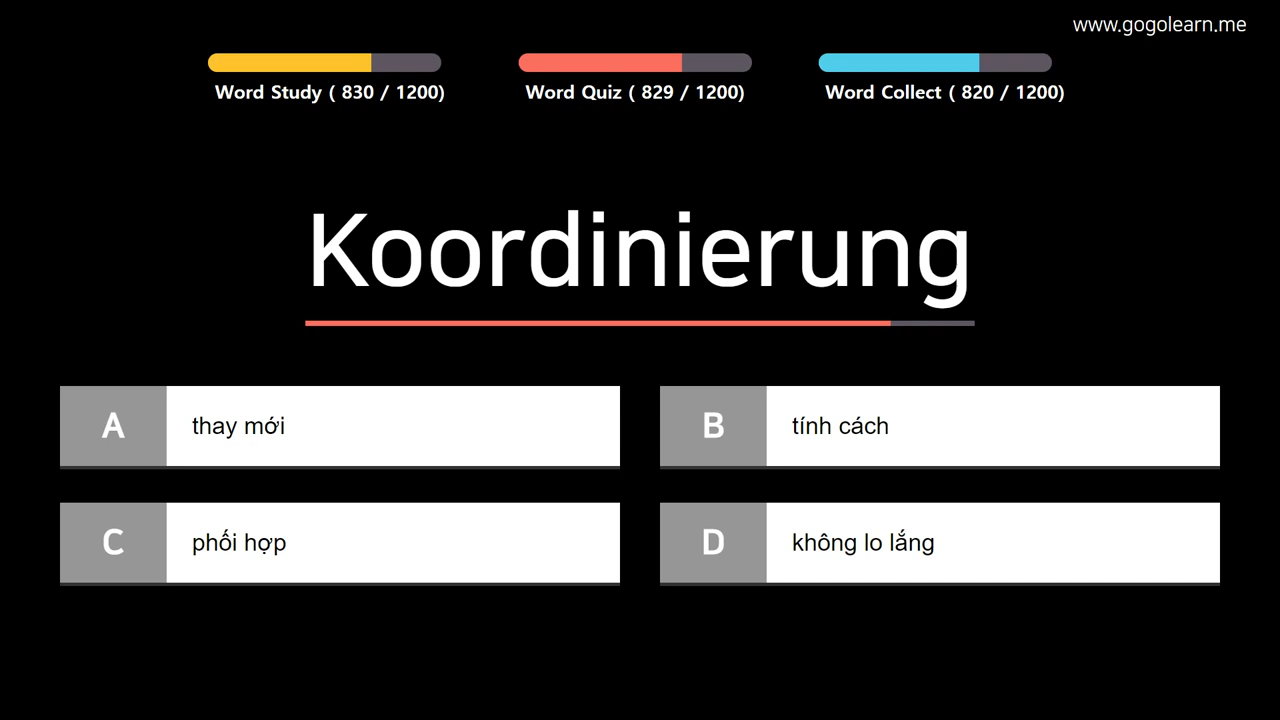 www.gogolearn.me
Word Study ( 830 / 1200)
Word Quiz ( 829 / 1200)
Word Collect ( 820 / 1200)
Koordinierung
A thay mới
B tính cách
C phối hợp
D không lo lắng